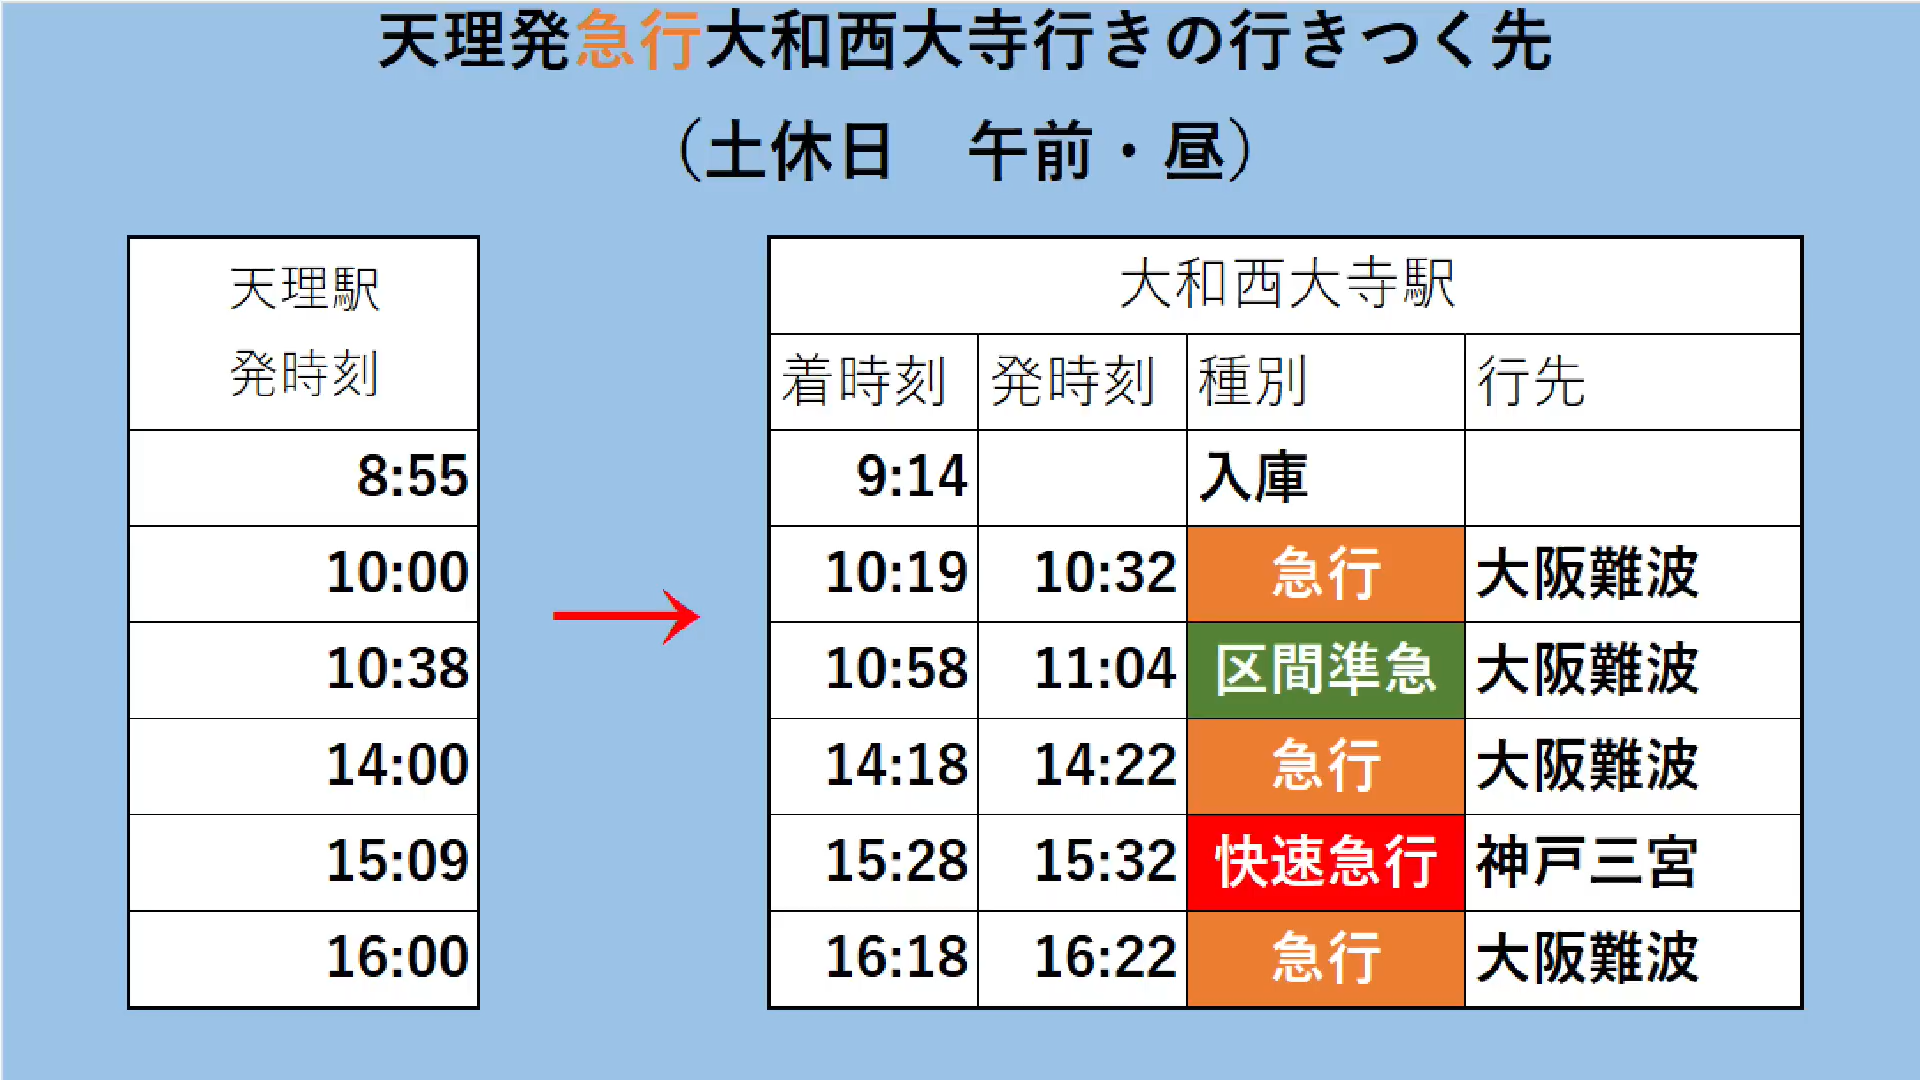 天理発急行大和西大寺行きの行きつく先
（土休日　午前・昼）
天理駅
発時刻
8:55
10:00
10:38
14:00
15:09
16:00
大和西大寺駅
着時刻 発時刻 種別 行先
9:14 入庫
10:19 10:32 急行 大阪難波
10:58 11:04 区間準急 大阪難波
14:18 14:22 急行 大阪難波
15:28 15:32 快速急行 神戸三宮
16:18 16:22 急行 大阪難波